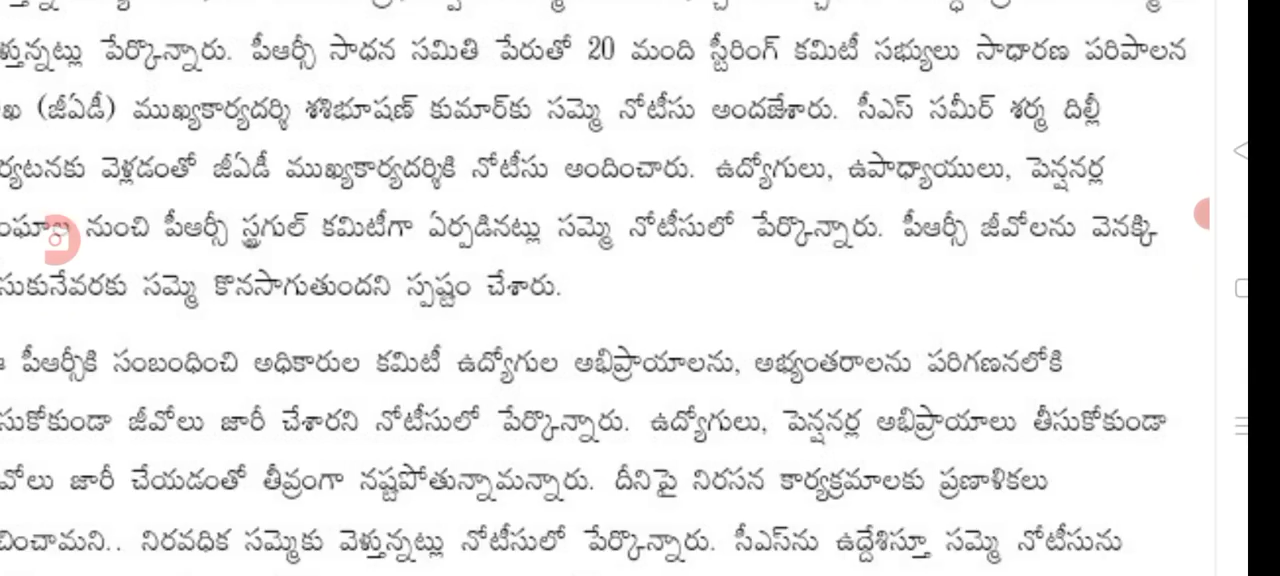 పేర్కొన్నారు. పీఆర్సీ సాధన సమితి పేరుతో 20 మంది స్టీరింగ్ కమిటీ సభ్యులు సాధారణ పరిపాలన
(జీఏడీ) ముఖ్యకార్యదర్శి శశిభూషణ్ కుమార్‌కు సమ్మె నోటీసు అందజేశారు. సీఎస్ సమీర్ శర్మ దిల్లీ
ర్యటనకు వెళ్లడంతో జీఏడీ ముఖ్యకార్యదర్శికి నోటీసు అందించారు. ఉద్యోగులు, ఉపాధ్యాయులు, పెన్షనర్ల
నుంచి పీఆర్సీ స్ట్రగుల్ కమిటీగా ఏర్పడినట్లు సమ్మె నోటీసులో పేర్కొన్నారు. పీఆర్సీ జీవోలను వెనక్కి
సుకునేవరకు సమ్మె కొనసాగుతుందని స్పష్టం చేశారు.
పీఆర్సీకి సంబంధించి అధికారుల కమిటీ ఉద్యోగుల అభిప్రాయాలను, అభ్యంతరాలను పరిగణనలోకి
సుకోకుండా జీవోలు జారీ చేశారని నోటీసులో పేర్కొన్నారు. ఉద్యోగులు, పెన్షనర్ల అభిప్రాయాలు తీసుకోకుండా
వోలు జారీ చేయడంతో తీవ్రంగా నష్టపోతున్నామన్నారు. దీనిపై నిరసన కార్యక్రమాలకు ప్రణాళికలు
చించామని.. నిరవధిక సమ్మెకు వెళ్తున్నట్లు నోటీసులో పేర్కొన్నారు. సీఎస్‌ను ఉద్దేశిస్తూ సమ్మె నోటీసును